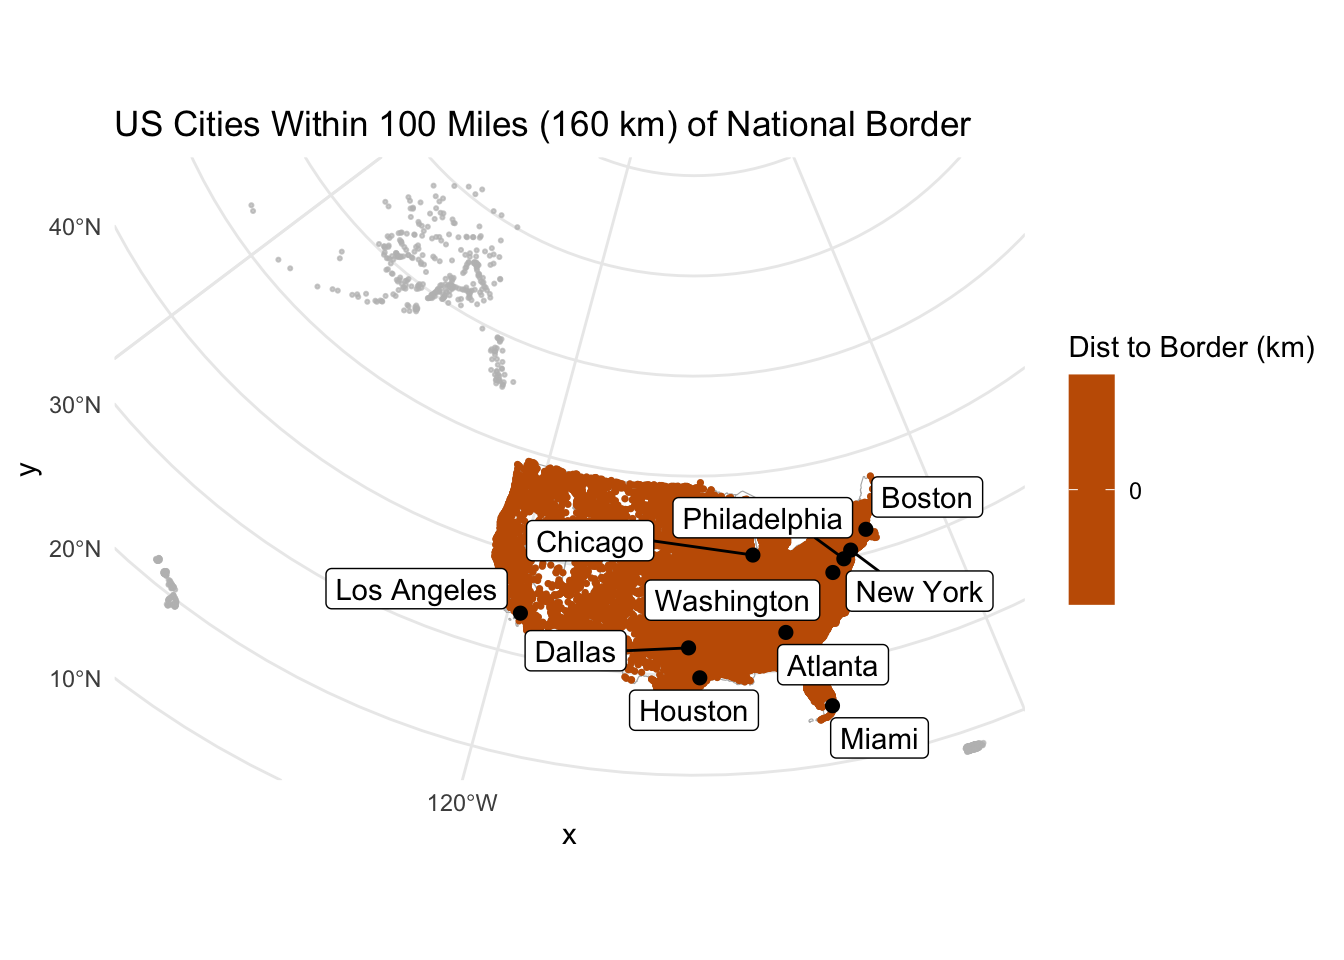 US Cities Within 100 Miles (160 km) of National Border
40°N
30°N
20°N
10°N
y
120°W
x
Boston
Philadelphia
Chicago
Los Angeles
Washington
New York
Dallas
Atlanta
Houston
Miami
Dist to Border (km)
0